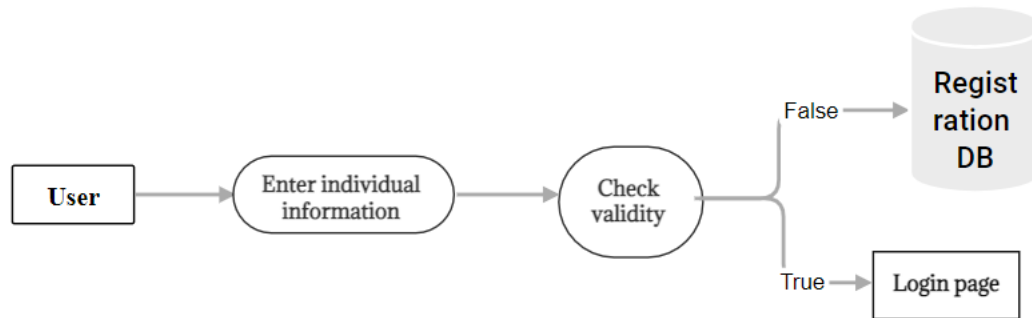 User
Enter individual
information
Check
validity
False
Regist
ration
DB
True
Login page